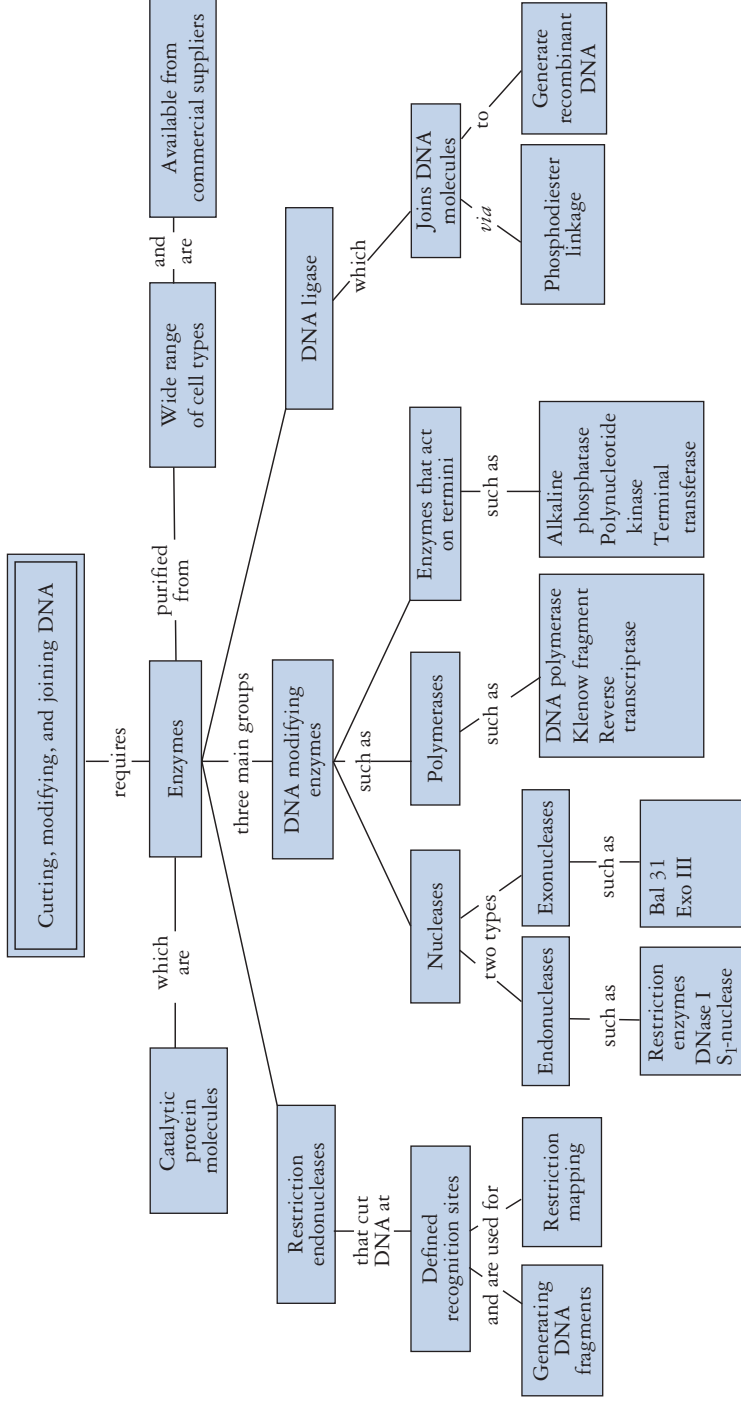 Cutting, modifying, and joining DNA
requires
Catalytic
protein
molecules
which
are
Enzymes
purified
from
Wide range
of cell types
and
are
Available from
commercial suppliers
three main groups
Restriction
endonucleases
DNA modifying
enzymes
DNA ligase
that cut
DNA at
such as
which
Defined
recognition sites
Nucleases
Polymerases
Enzymes that act
on termini
Joins DNA
molecules
and are used for
two types
such as
such as
via
to
Generating
DNA
fragments
Restriction
mapping
Endonucleases
Exonucleases
such as
such as
Restriction
enzymes
DNase I
S1-nuclease
Bal 31
Exo III
DNA polymerase
Klenow fragment
Reverse
transcriptase
Alkaline
phosphatase
Polynucleotide
kinase
Terminal
transferase
Phosphodiester
linkage
Generate
recombinant
DNA